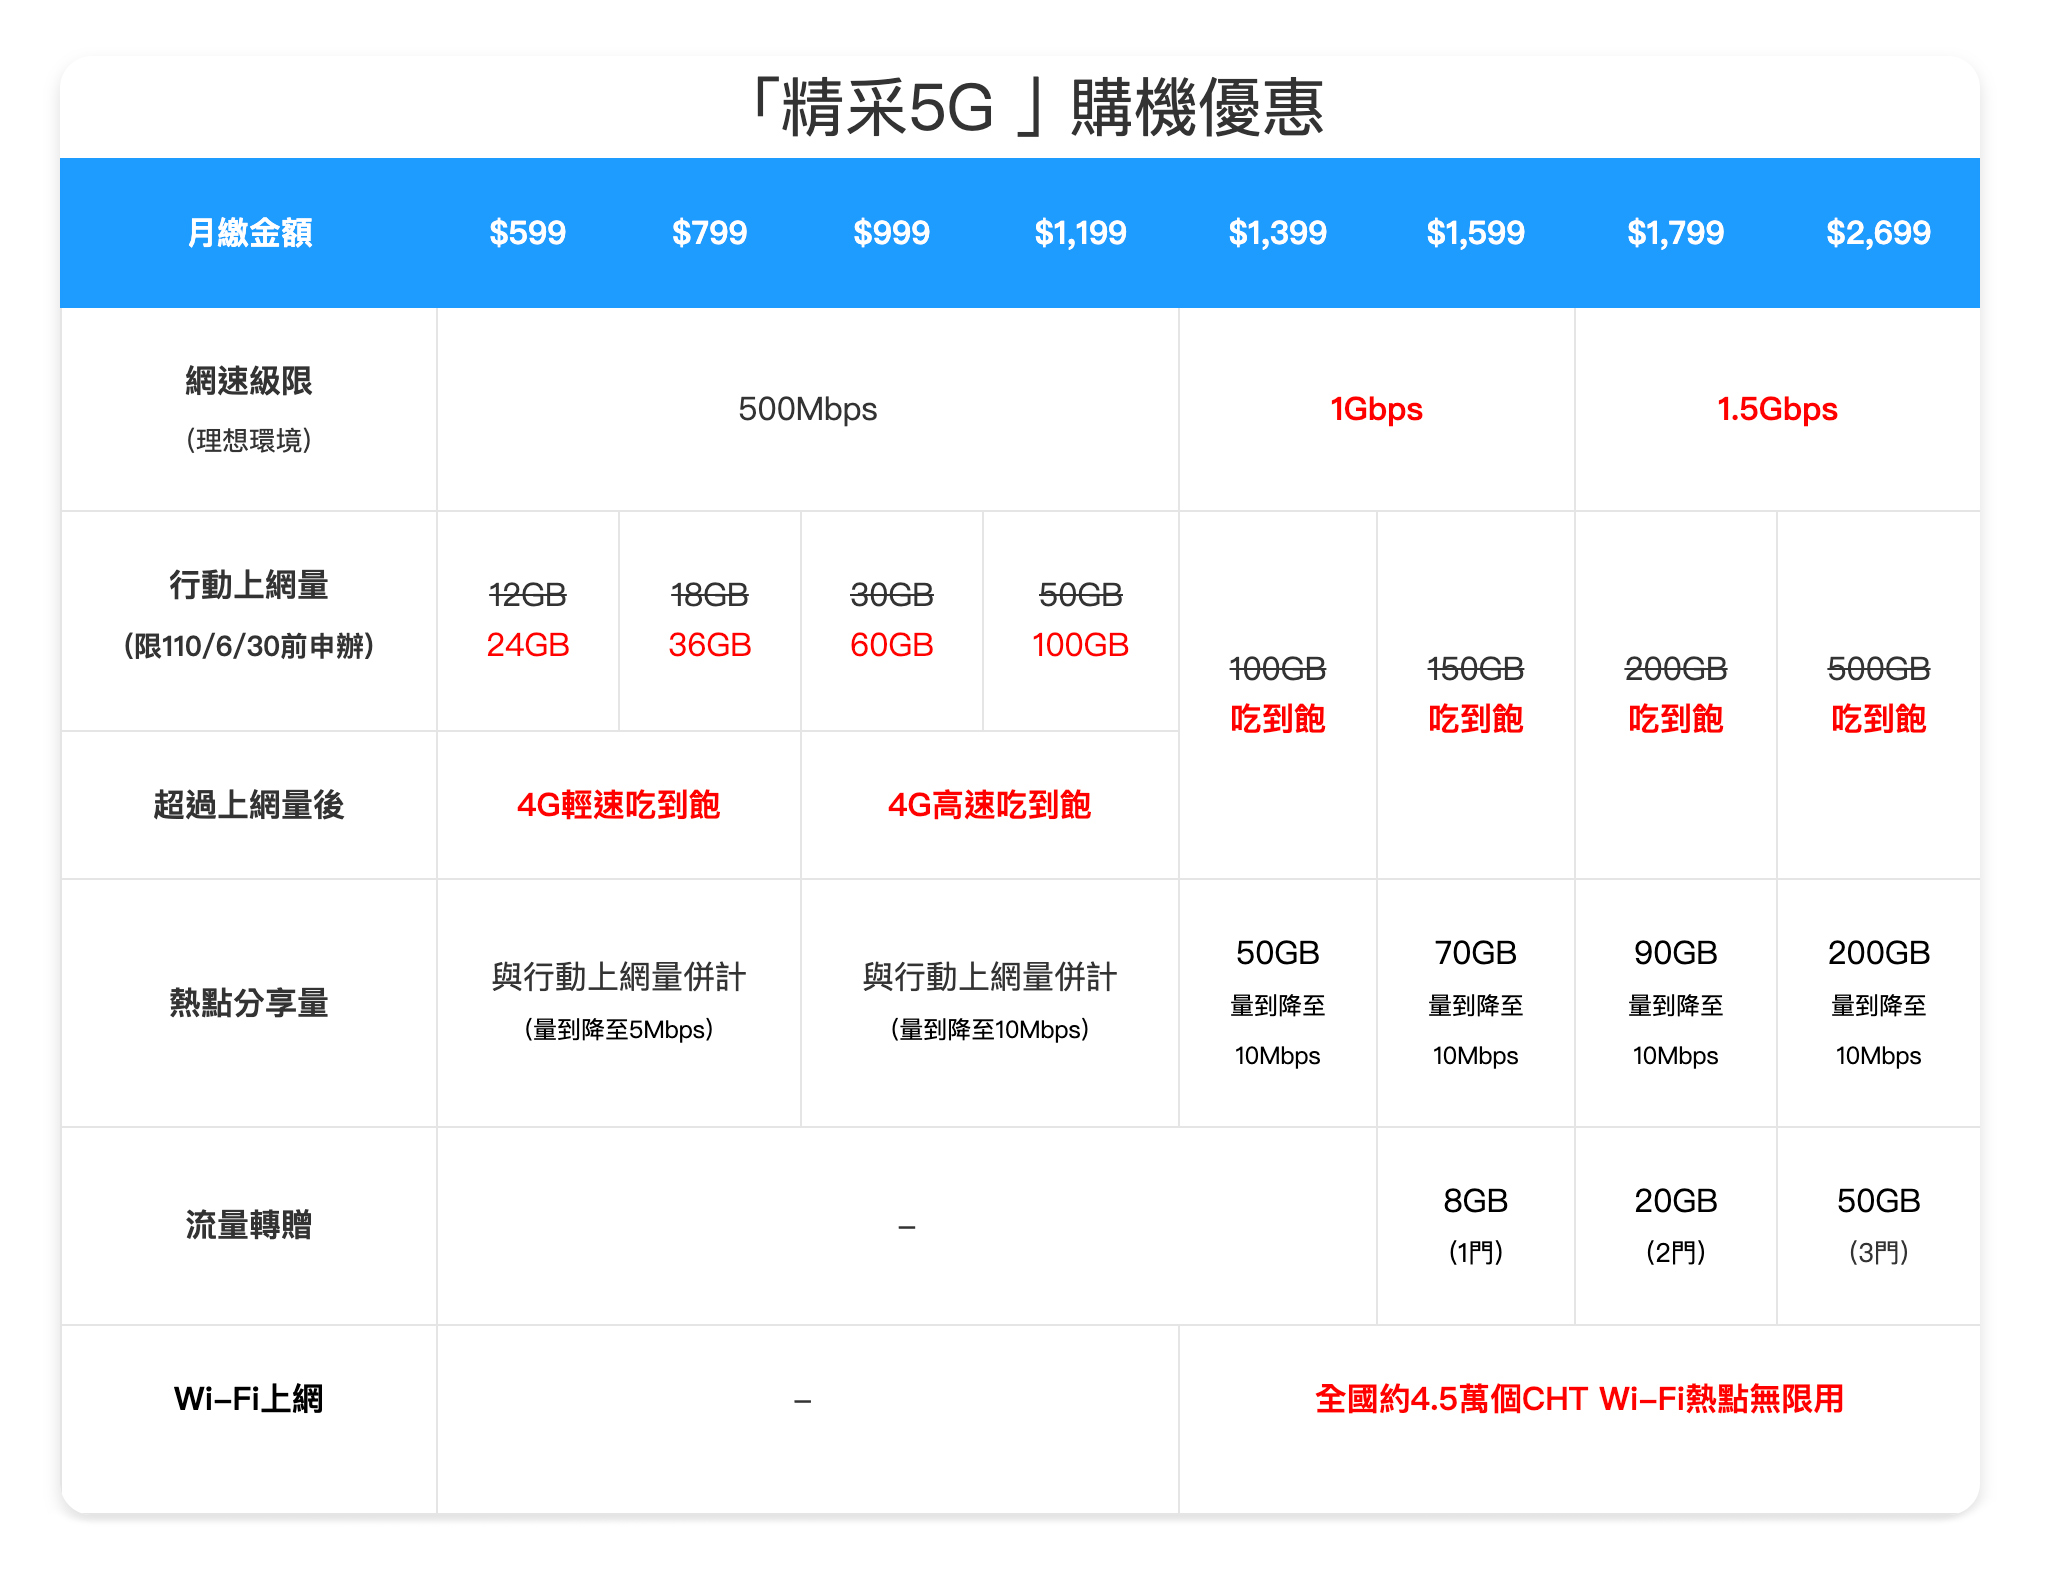 「精采5G 」購機優惠
月繳金額 $599 $799 $999 $1,199 $1,399 $1,599 $1,799 $2,699
網速級限
(理想環境)
500Mbps 1Gbps 1.5Gbps
行動上網量
(限110/6/30前申辦)
12GB 18GB 30GB 50GB
24GB 36GB 60GB 100GB
100GB 150GB 200GB 500GB
吃到飽 吃到飽 吃到飽 吃到飽
超過上網量後 4G輕速吃到飽 4G高速吃到飽
熱點分享量
與行動上網量併計
(量到降至5Mbps)
與行動上網量併計
(量到降至10Mbps)
50GB
量到降至
10Mbps
70GB
量到降至
10Mbps
90GB
量到降至
10Mbps
200GB
量到降至
10Mbps
流量轉贈
–
8GB
(1門)
20GB
(2門)
50GB
(3門)
Wi–Fi上網 – 全國約4.5萬個CHT Wi–Fi熱點無限用